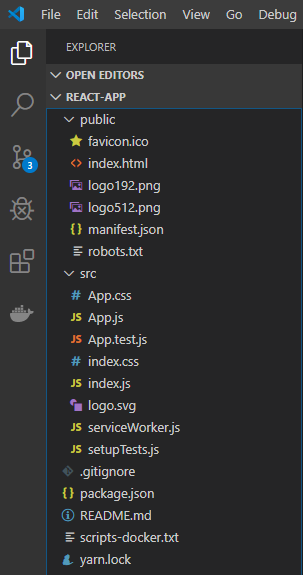 File Edit Selection View Go Debug
EXPLORER
OPEN EDITORS
REACT-APP
public
favicon.ico
index.html
logo192.png
logo512.png
manifest.json
robots.txt
src
App.css
App.js
App.test.js
index.css
index.js
logo.svg
serviceWorker.js
setupTests.js
.gitignore
package.json
README.md
scripts-docker.txt
yarn.lock
3